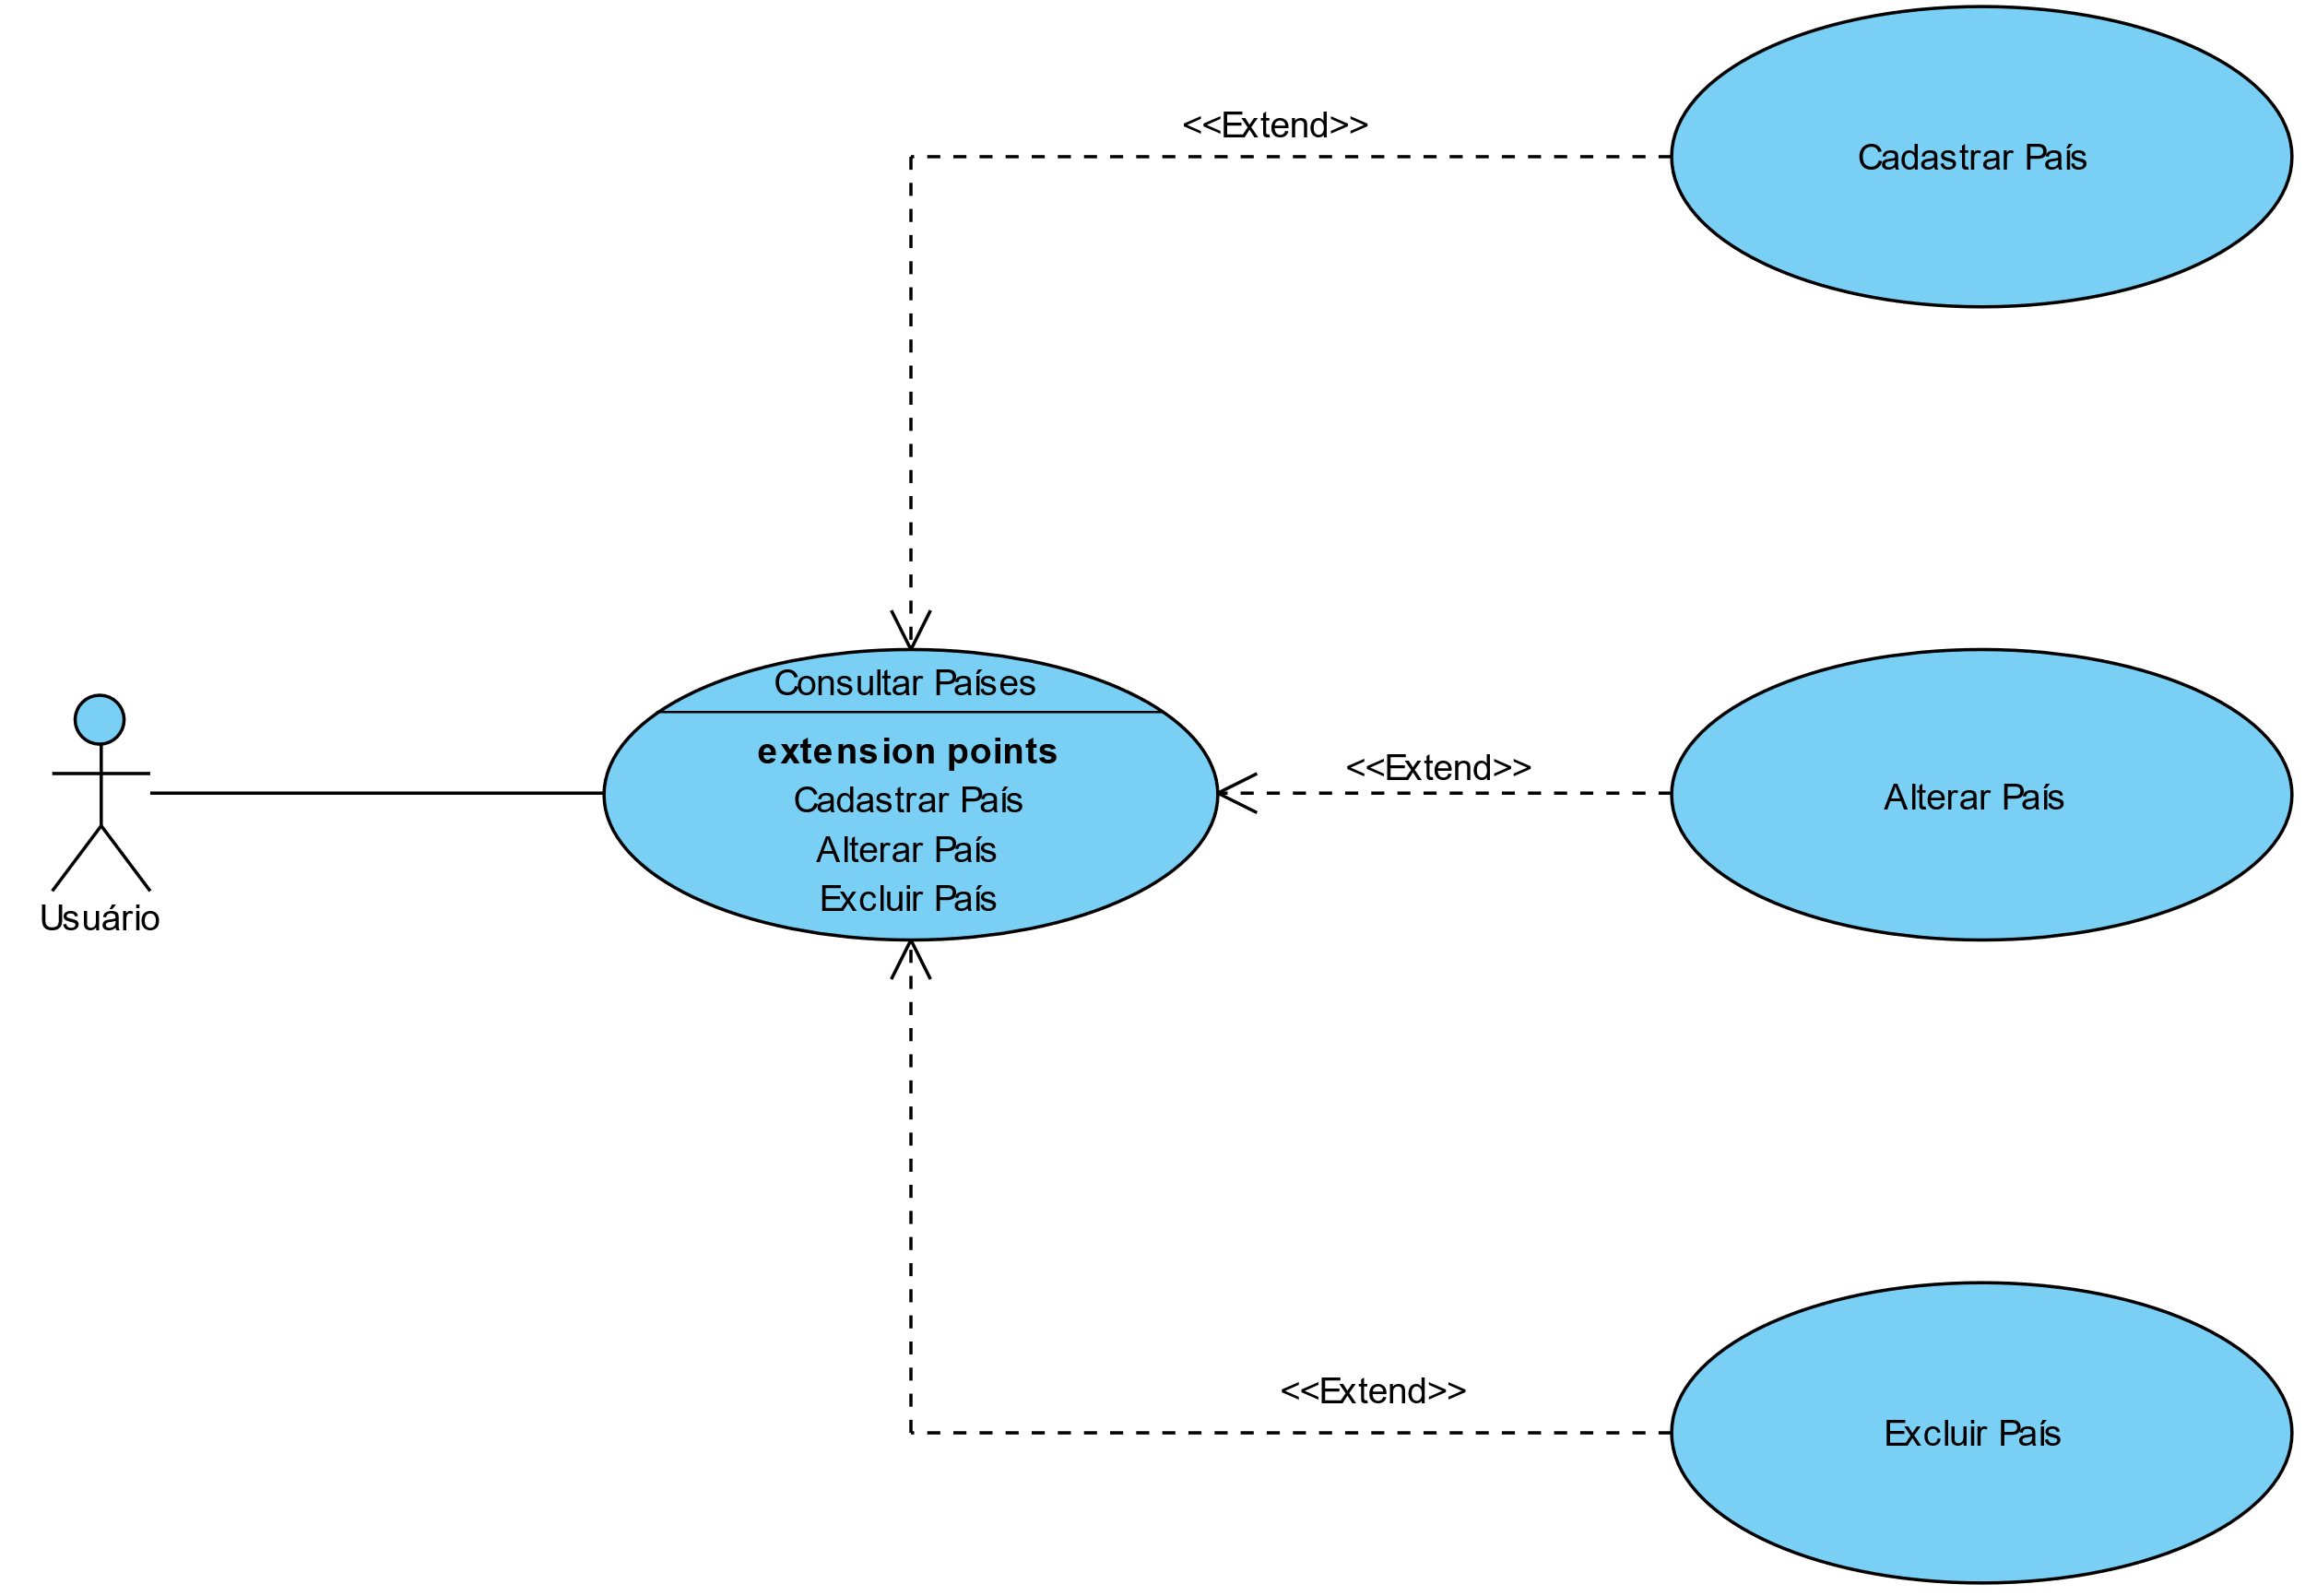 <<Extend>>
Cadastrar País
Consultar Países
extension points
Cadastrar País
Alterar País
Excluir País
<<Extend>>
Alterar País
Usuário
<<Extend>>
Excluir País